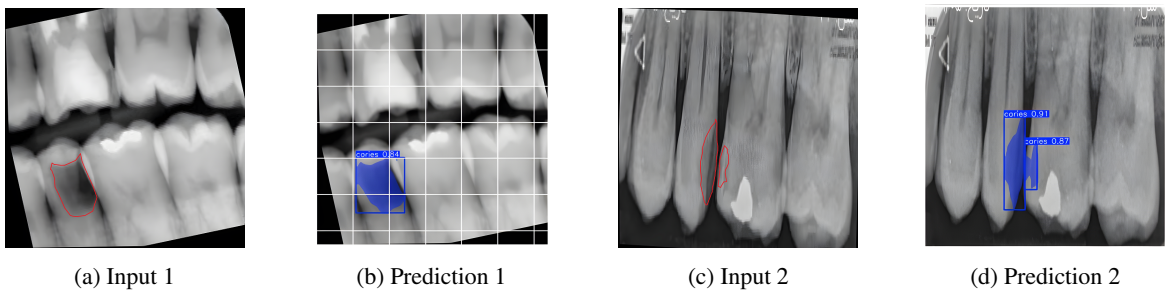 caries 0.84
caries 0.91
caries 0.87
(a) Input 1
(b) Prediction 1
(c) Input 2
(d) Prediction 2